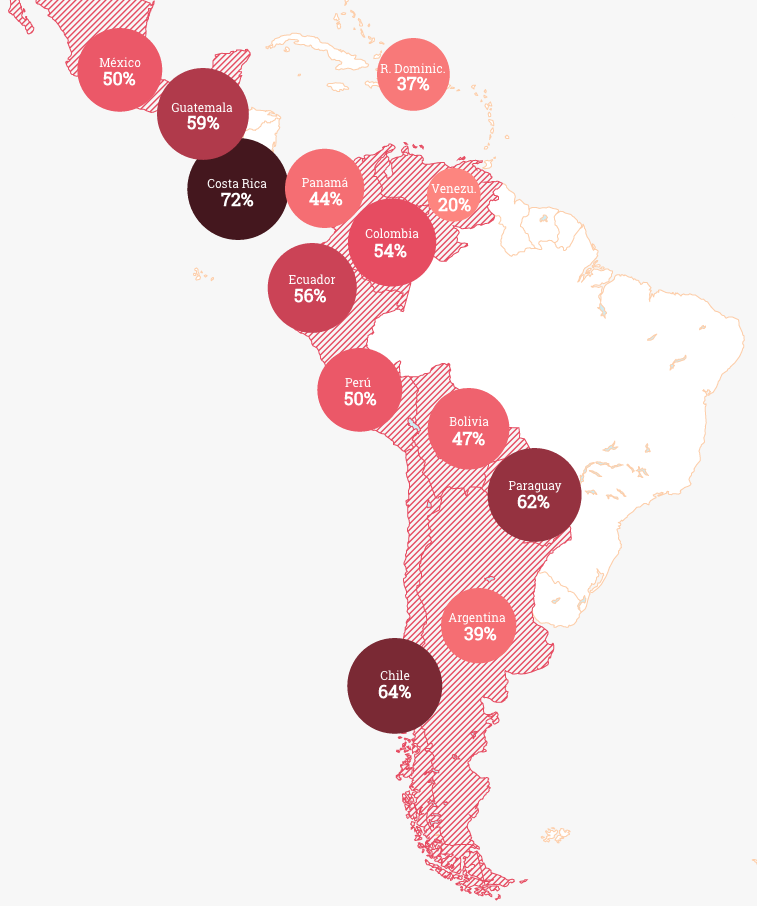 México
50%
R. Dominic.
37%
Guatemala
59%
Costa Rica
72%
Panamá
44%
Venezu.
20%
Colombia
54%
Ecuador
56%
Perú
50%
Bolivia
47%
Paraguay
62%
Argentina
39%
Chile
64%